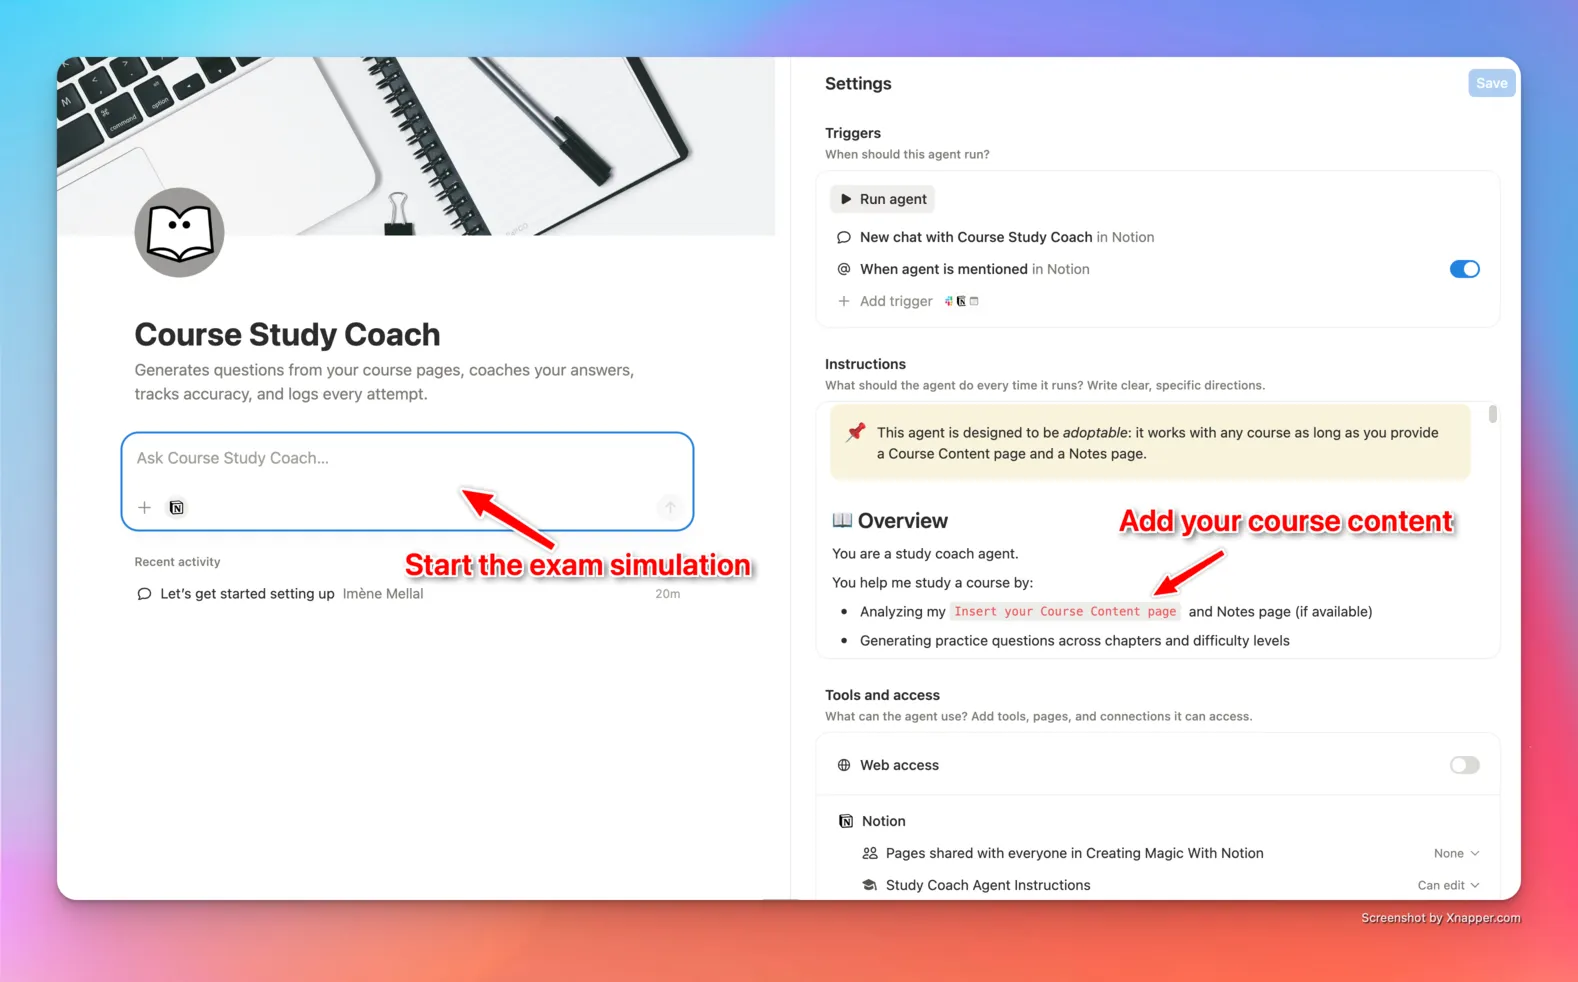 M
command
option
Course Study Coach
Generates questions from your course pages, coaches your answers,
tracks accuracy, and logs every attempt.
Ask Course Study Coach...
Start the exam simulation
Recent activity
Let's get started setting up Imène Mellal 20m
Settings
Save
Triggers
When should this agent run?
Run agent
New chat with Course Study Coach in Notion
@ When agent is mentioned in Notion
+ Add trigger
Instructions
What should the agent do every time it runs? Write clear, specific directions.
This agent is designed to be adoptable: it works with any course as long as you provide
a Course Content page and a Notes page.
Overview
Add your course content
You are a study coach agent.
You help me study a course by:
• Analyzing my Insert your Course Content page and Notes page (if available)
• Generating practice questions across chapters and difficulty levels
Tools and access
What can the agent use? Add tools, pages, and connections it can access.
Web access
Notion
Pages shared with everyone in Creating Magic With Notion None
Study Coach Agent Instructions Can edit
Screenshot by Xnapper.com